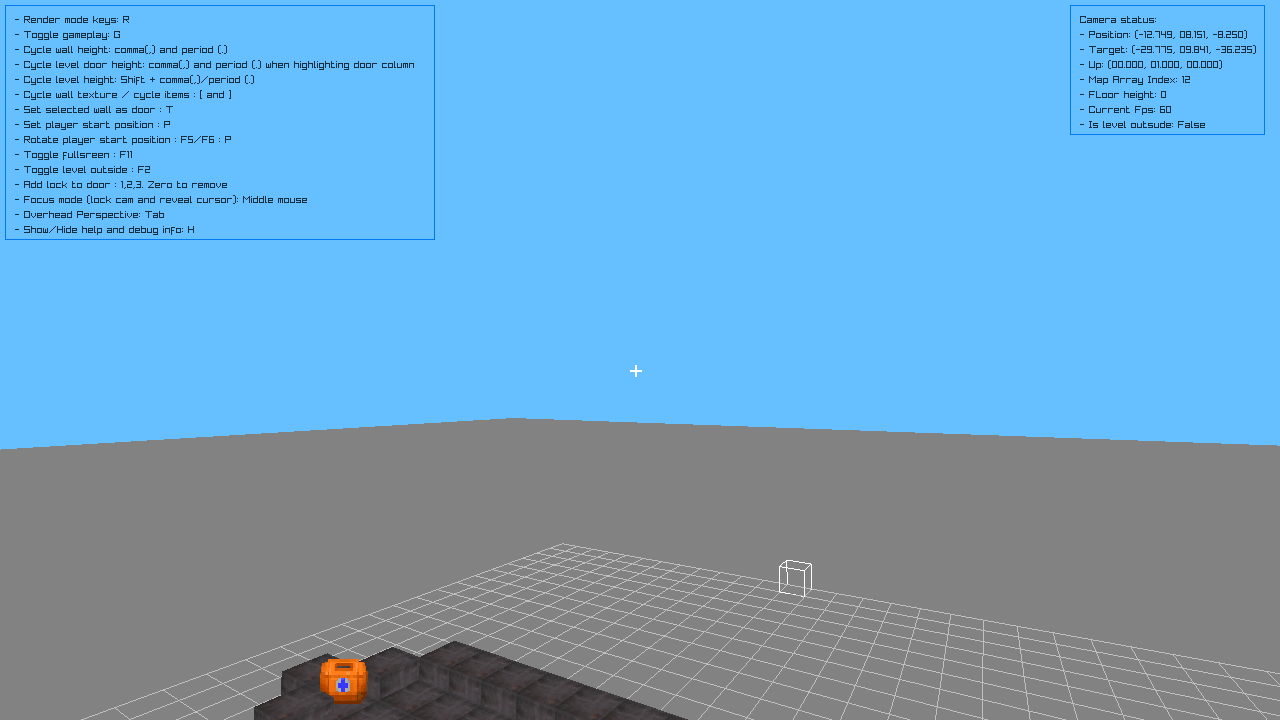 - Render mode keys: R
- Toggle gameplay: G
- Cycle wall height: comma(,) and period (.)
- Cycle level door height: comma(,) and period (.) when highlighting door column
- Cycle level height: Shift + comma(,)/period (.)
- Cycle wall texture / cycle items : [ and ]
- Set selected wall as door : T
- Set player start position : P
- Rotate player start position : F5/F6 : P
- Toggle fullsreen : F11
- Toggle level outside : F2
- Add lock to door : 1,2,3. Zero to remove
- Focus mode (lock cam and reveal cursor): Middle mouse
- Overhead Perspective: Tab
- Show/Hide help and debug info: H
Camera status:
- Position: (-12.749, 08.151, -8.250)
- Target: (-29.775, 09.841, -36.235)
- Up: (00.000, 01.000, 00.000)
- Map Array Index: 12
- FLoor height: 0
- Current Fps: 60
- Is level outsude: False